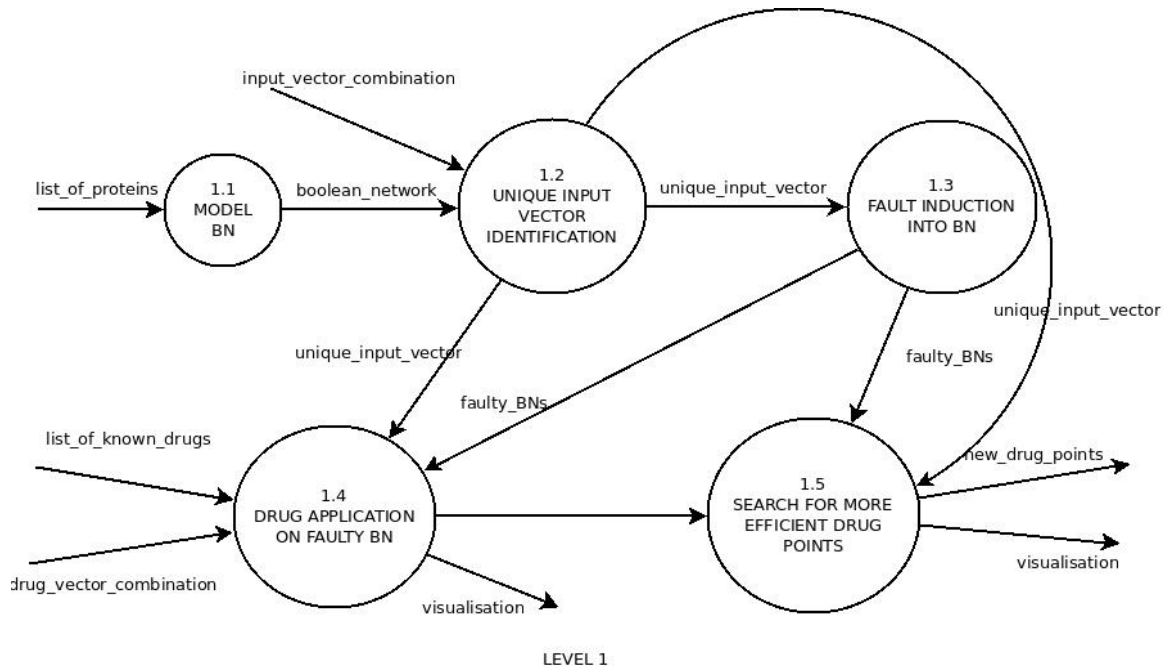 input_vector_combination
list_of_proteins
1.1
MODEL
BN
boolean_network
1.2
UNIQUE INPUT
VECTOR
IDENTIFICATION
unique_input_vector
1.3
FAULT INDUCTION
INTO BN
unique_input_vector
unique_input_vector
faulty_BNs
faulty_BNs
list_of_known_drugs
drug_vector_combination
1.4
DRUG APPLICATION
ON FAULTY BN
visualisation
1.5
SEARCH FOR MORE
EFFICIENT DRUG
POINTS
new_drug_points
visualisation
LEVEL 1